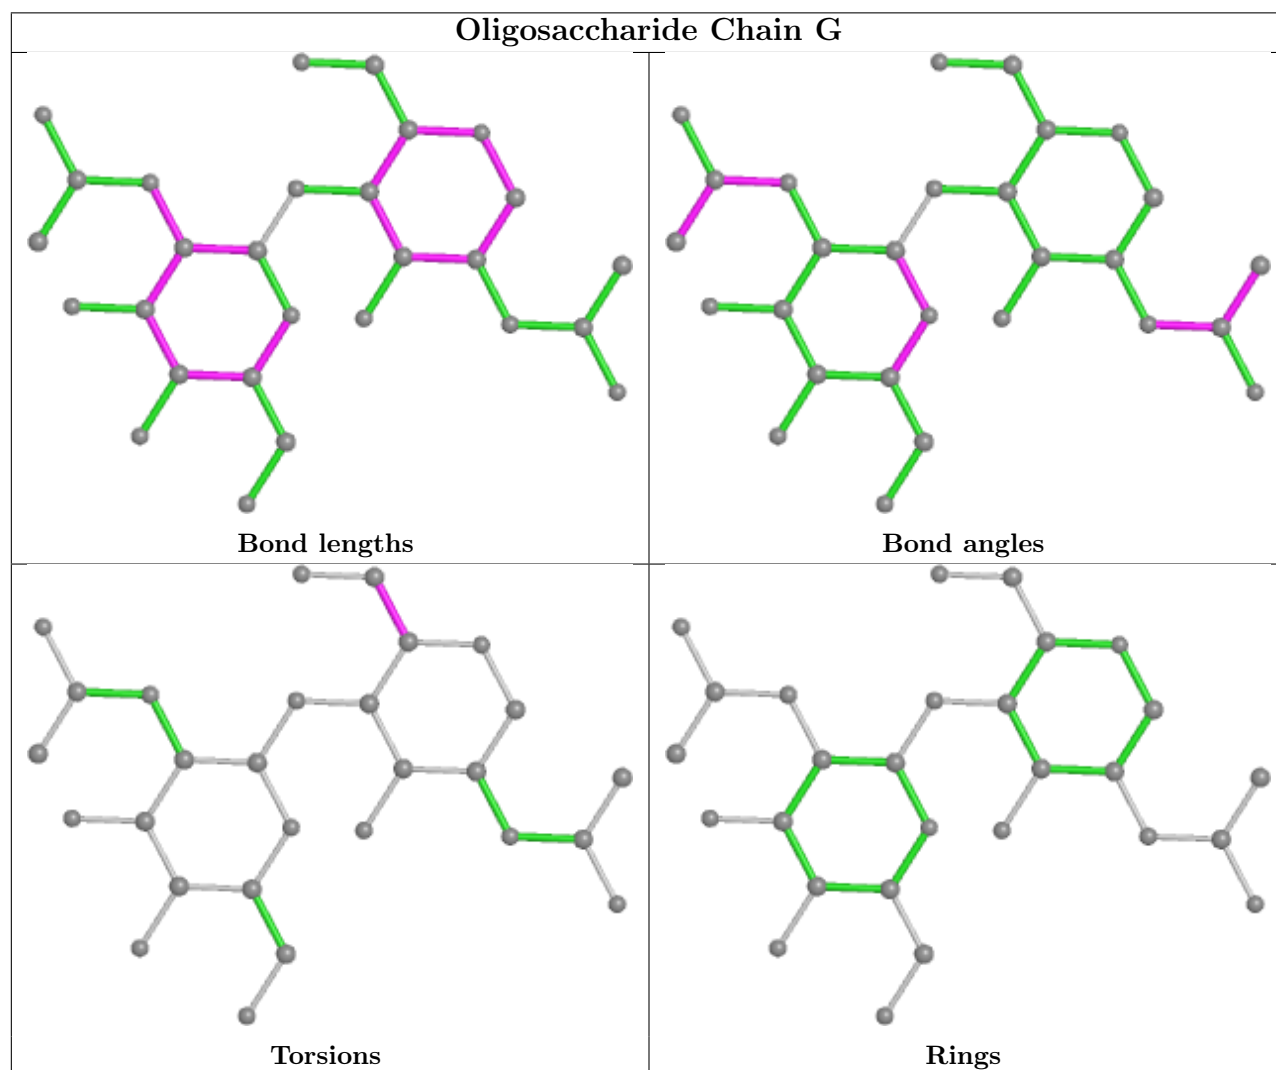 Oligosaccharide Chain G
Bond lengths
Bond angles
Torsions
Rings